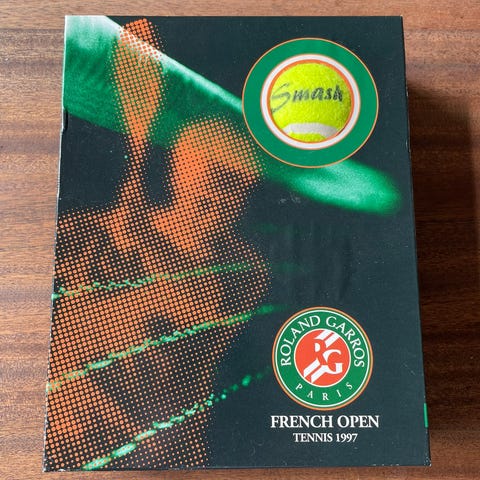 Smash
ROLAND GARROS
RG
PARIS
FRENCH OPEN
TENNIS 1997